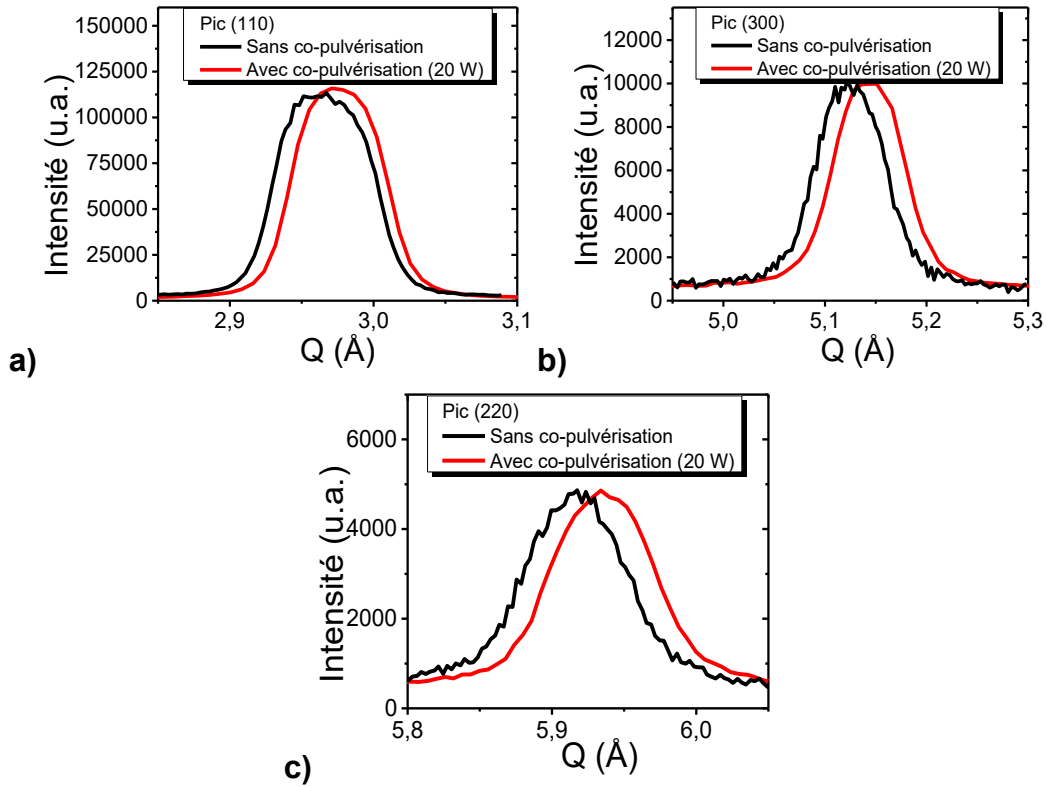 Pic (110)
Sans co-pulvérisation
Avec co-pulvérisation (20 W)
Intensité (u.a.)
150000
125000
100000
75000
50000
25000
0
2,9
3,0
3,1
Q (Å)
a)
Pic (300)
Sans co-pulvérisation
Avec co-pulvérisation (20 W)
Intensité (u.a.)
12000
10000
8000
6000
4000
2000
0
5,0
5,1
5,2
5,3
Q (Å)
b)
Pic (220)
Sans co-pulvérisation
Avec co-pulvérisation (20 W)
Intensité (u.a.)
6000
4000
2000
0
5,8
5,9
6,0
Q (Å)
c)